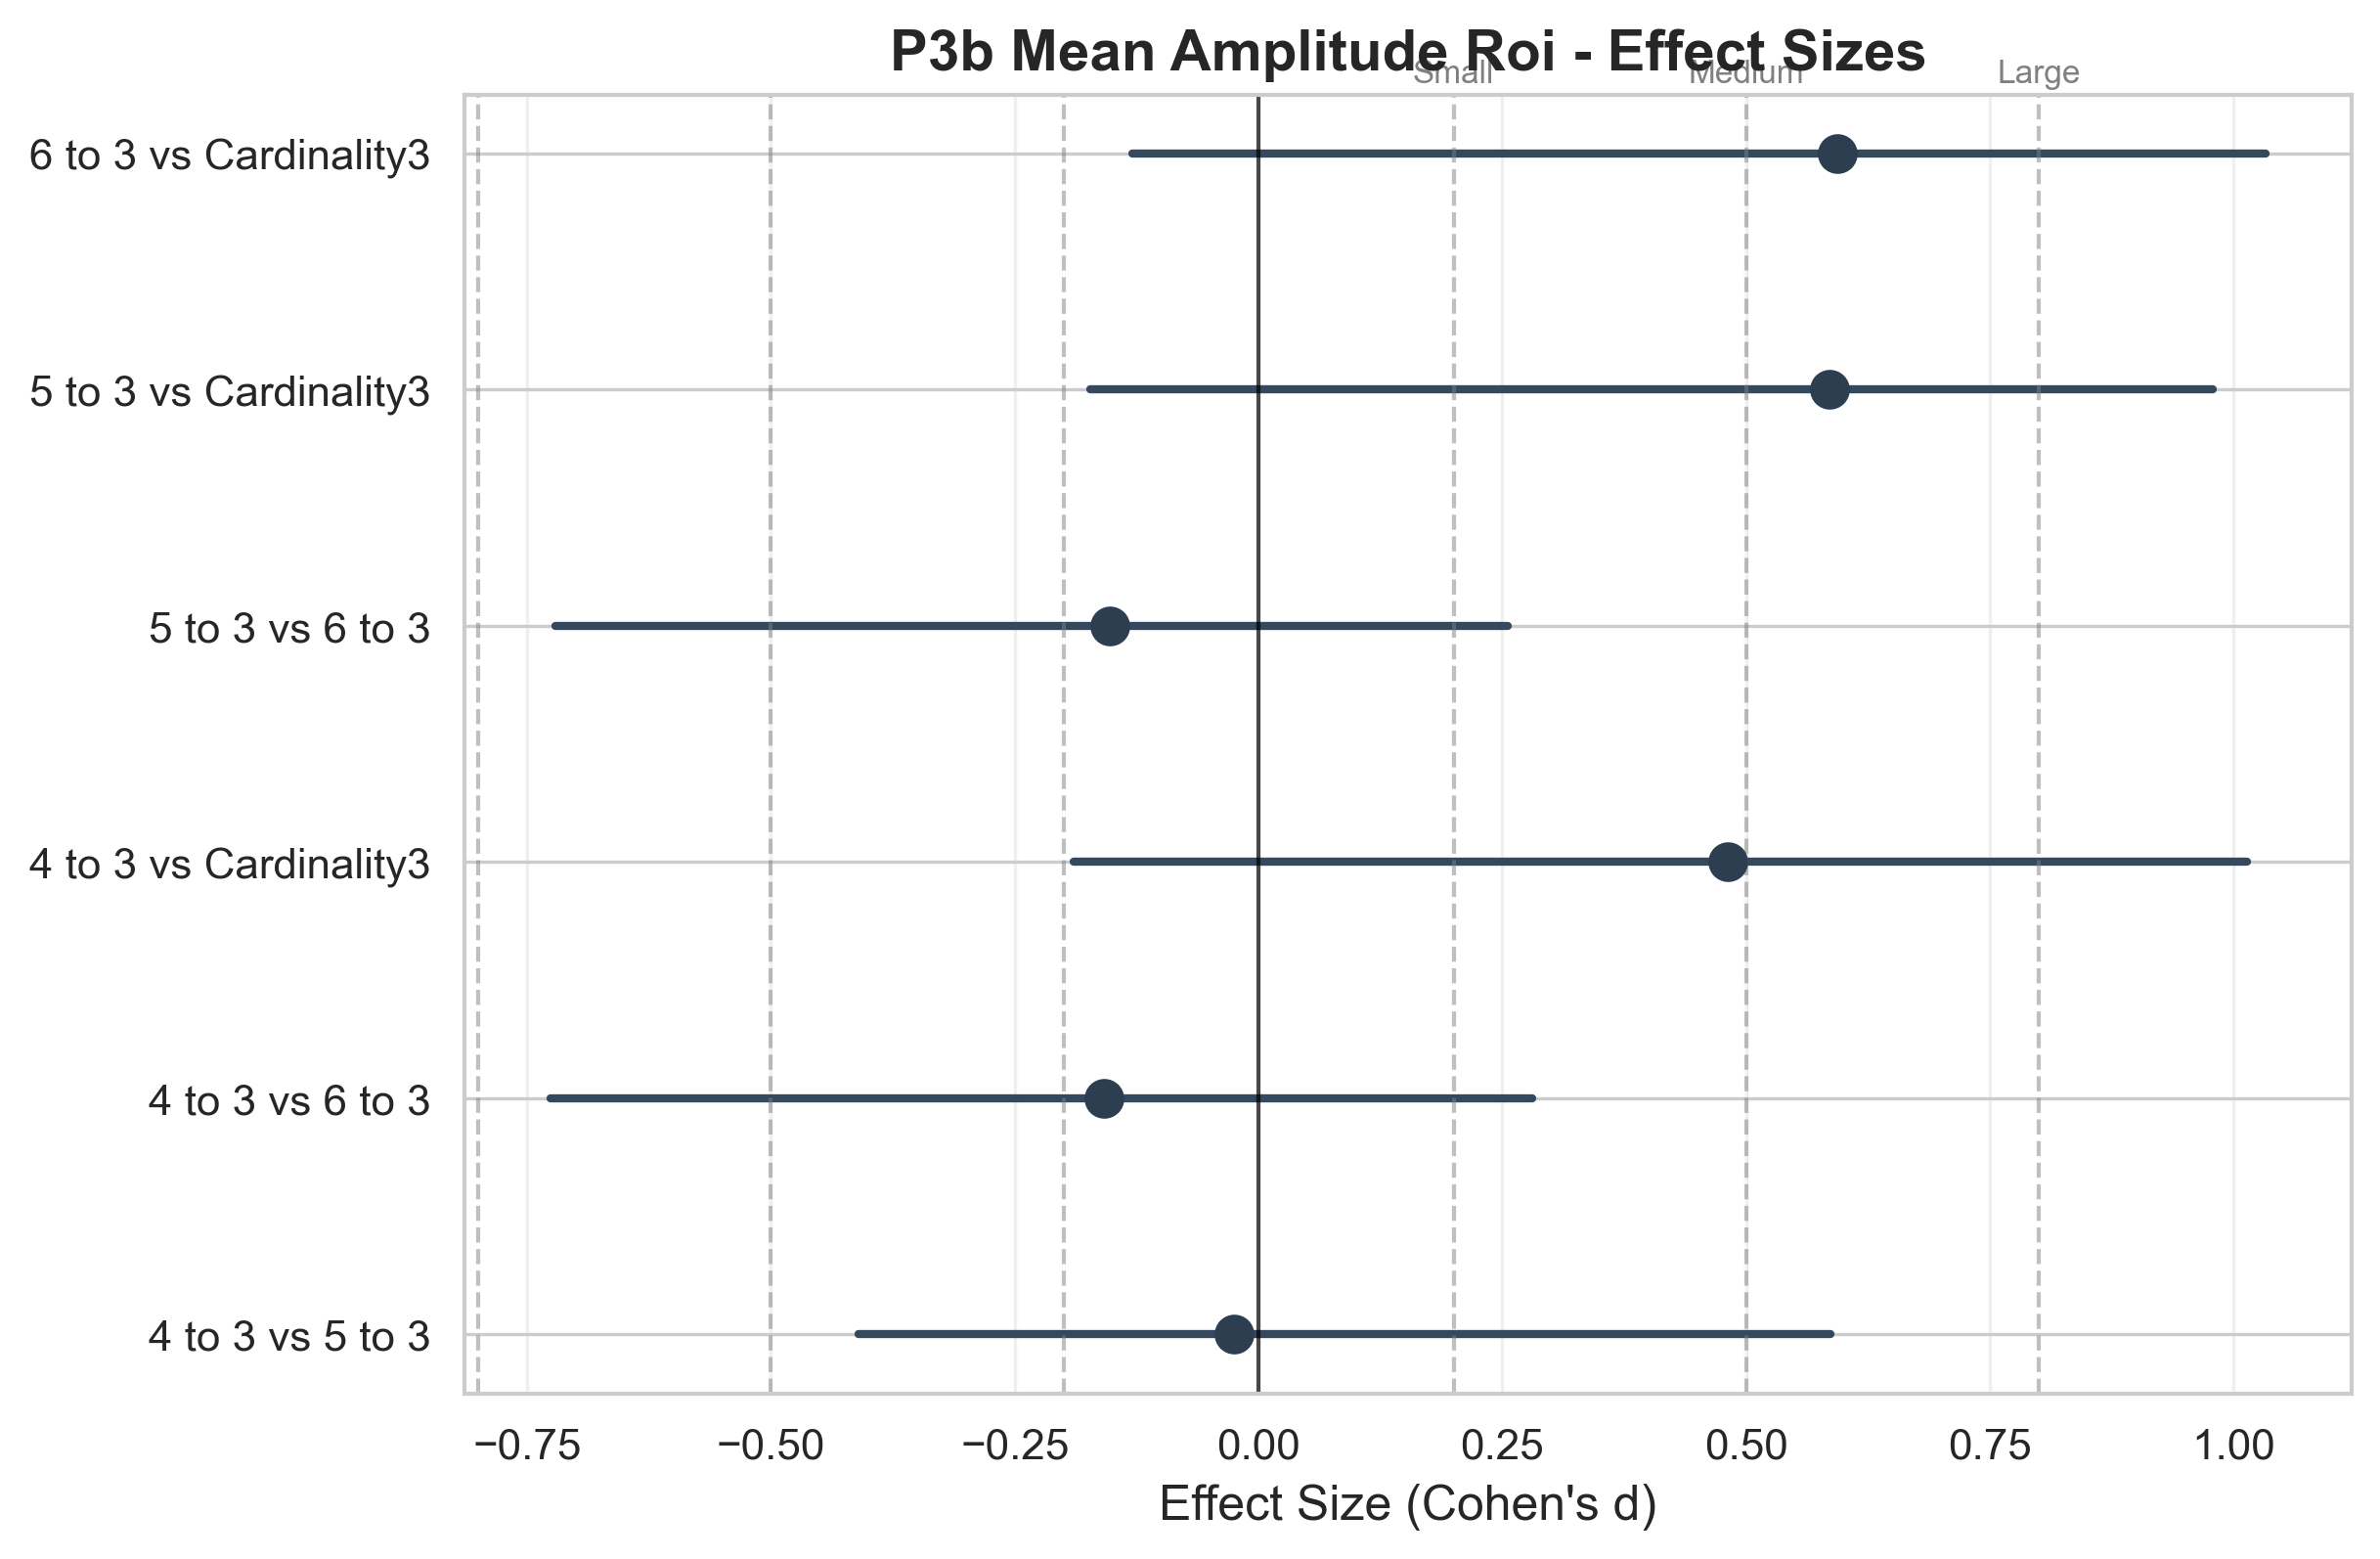 P3b Mean Amplitude Roi - Effect Sizes
Small Medium Large
6 to 3 vs Cardinality3
5 to 3 vs Cardinality3
5 to 3 vs 6 to 3
4 to 3 vs Cardinality3
4 to 3 vs 6 to 3
4 to 3 vs 5 to 3
−0.75 −0.50 −0.25 0.00 0.25 0.50 0.75 1.00
Effect Size (Cohen's d)